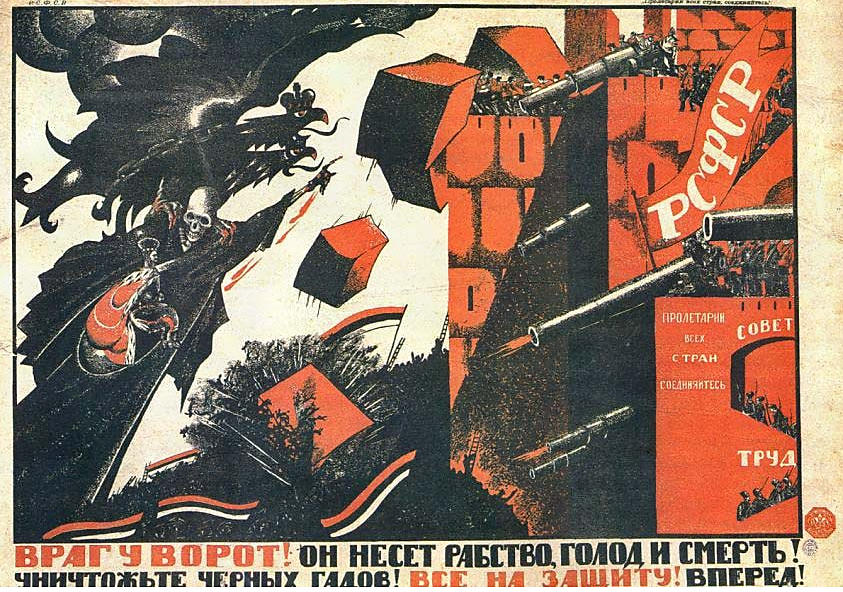 Р.С.Ф.С.Р
Пролетарии всех стран, соединяйтесь!
РСФСР
ПРОЛЕТАРИИ
ВСЕХ
СТРАН
СОЕДИНЯЙТЕСЬ
СОВЕТ
ТРУД
ВРАГ У ВОРОТ! ОН НЕСЕТ РАБСТВО, ГОЛОД И СМЕРТЬ!
УНИЧТОЖЬТЕ ЧЕРНЫХ ГАДОВ! ВСЕ НА ЗАЩИТУ! ВПЕРЕД!